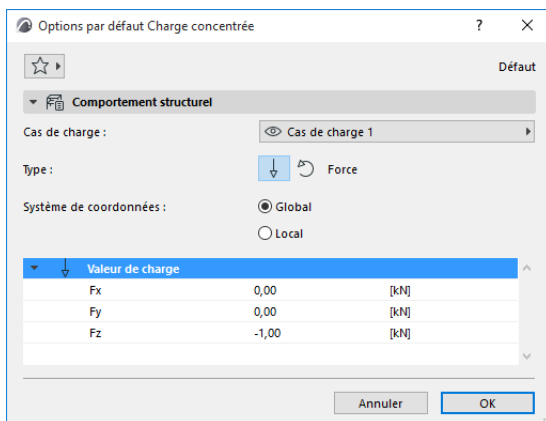 Options par défaut Charge concentrée ? ×
Défaut
Comportement structurel
Cas de charge : Cas de charge 1
Type : Force
Système de coordonnées : Global
Local
Valeur de charge
Fx 0,00 [kN]
Fy 0,00 [kN]
Fz -1,00 [kN]
Annuler OK